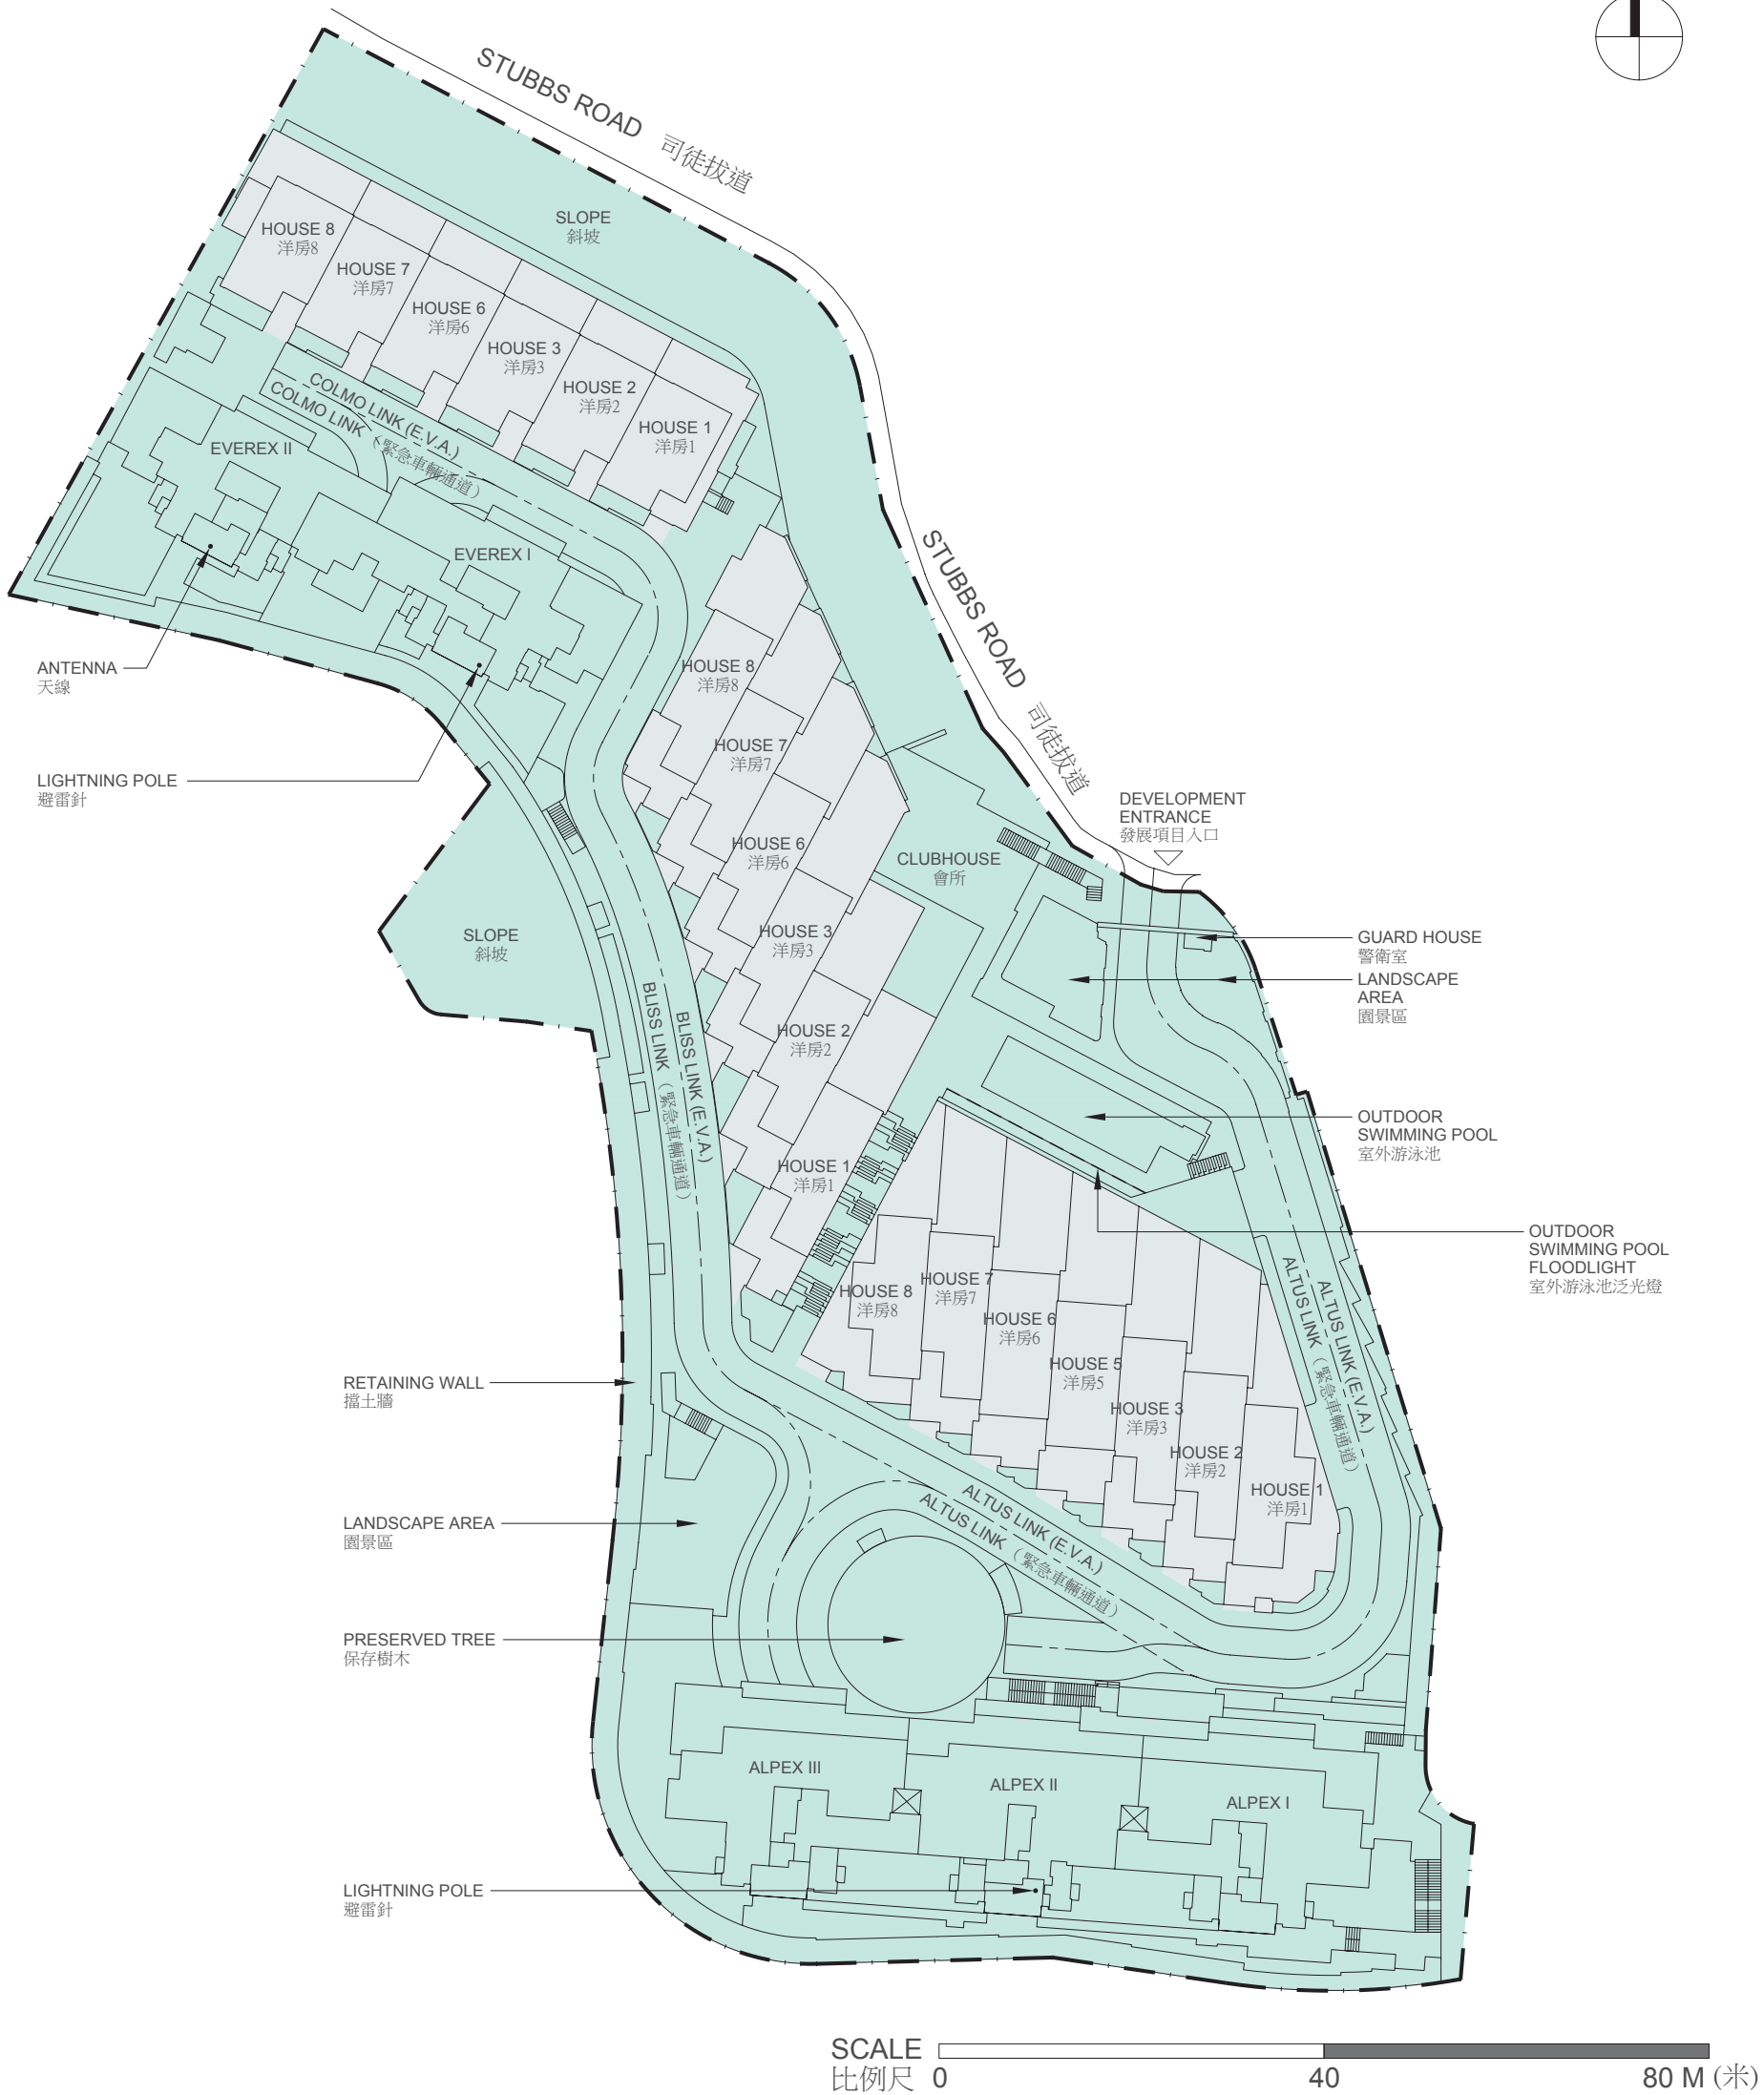 STUBBS ROAD 司徒拔道
SLOPE
斜坡
HOUSE 8
洋房8
HOUSE 7
洋房7
HOUSE 6
洋房6
HOUSE 3
洋房3
HOUSE 2
洋房2
HOUSE 1
洋房1
COLMO LINK (E.V.A.)
COLMO LINK（緊急車輛通道）
EVEREX II
EVEREX I
STUBBS ROAD 司徒拔道
ANTENNA
天線
LIGHTNING POLE
避雷針
HOUSE 8
洋房8
HOUSE 7
洋房7
HOUSE 6
洋房6
HOUSE 3
洋房3
HOUSE 2
洋房2
HOUSE 1
洋房1
CLUBHOUSE
會所
DEVELOPMENT
ENTRANCE
發展項目入口
SLOPE
斜坡
GUARD HOUSE
警衛室
LANDSCAPE
AREA
園景區
BLISS LINK (E.V.A.)
BLISS LINK（緊急車輛通道）
OUTDOOR
SWIMMING POOL
室外游泳池
OUTDOOR
SWIMMING POOL
FLOODLIGHT
室外游泳池泛光燈
HOUSE 8
洋房8
HOUSE 7
洋房7
HOUSE 6
洋房6
HOUSE 5
洋房5
HOUSE 3
洋房3
HOUSE 2
洋房2
HOUSE 1
洋房1
ALTUS LINK (E.V.A.)
ALTUS LINK（緊急車輛通道）
RETAINING WALL
擋土牆
ALTUS LINK (E.V.A.)
ALTUS LINK（緊急車輛通道）
LANDSCAPE AREA
園景區
PRESERVED TREE
保存樹木
ALPEX III
ALPEX II
ALPEX I
LIGHTNING POLE
避雷針
SCALE
比例尺 0 40 80 M (米)